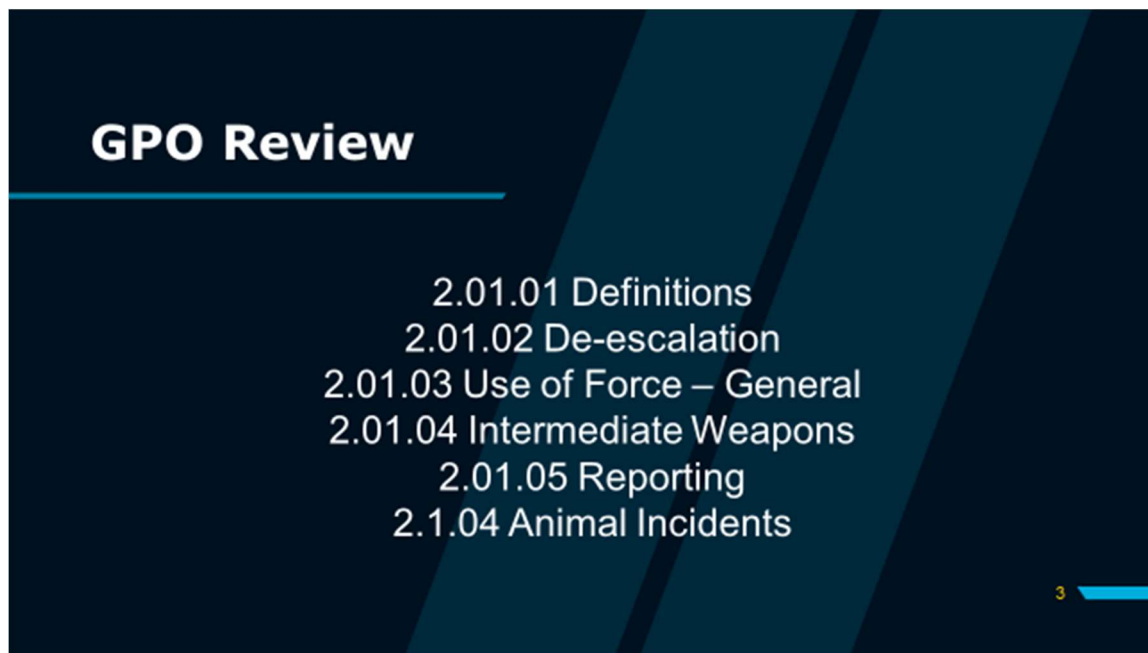 GPO Review
2.01.01 Definitions
2.01.02 De-escalation
2.01.03 Use of Force – General
2.01.04 Intermediate Weapons
2.01.05 Reporting
2.1.04 Animal Incidents
3